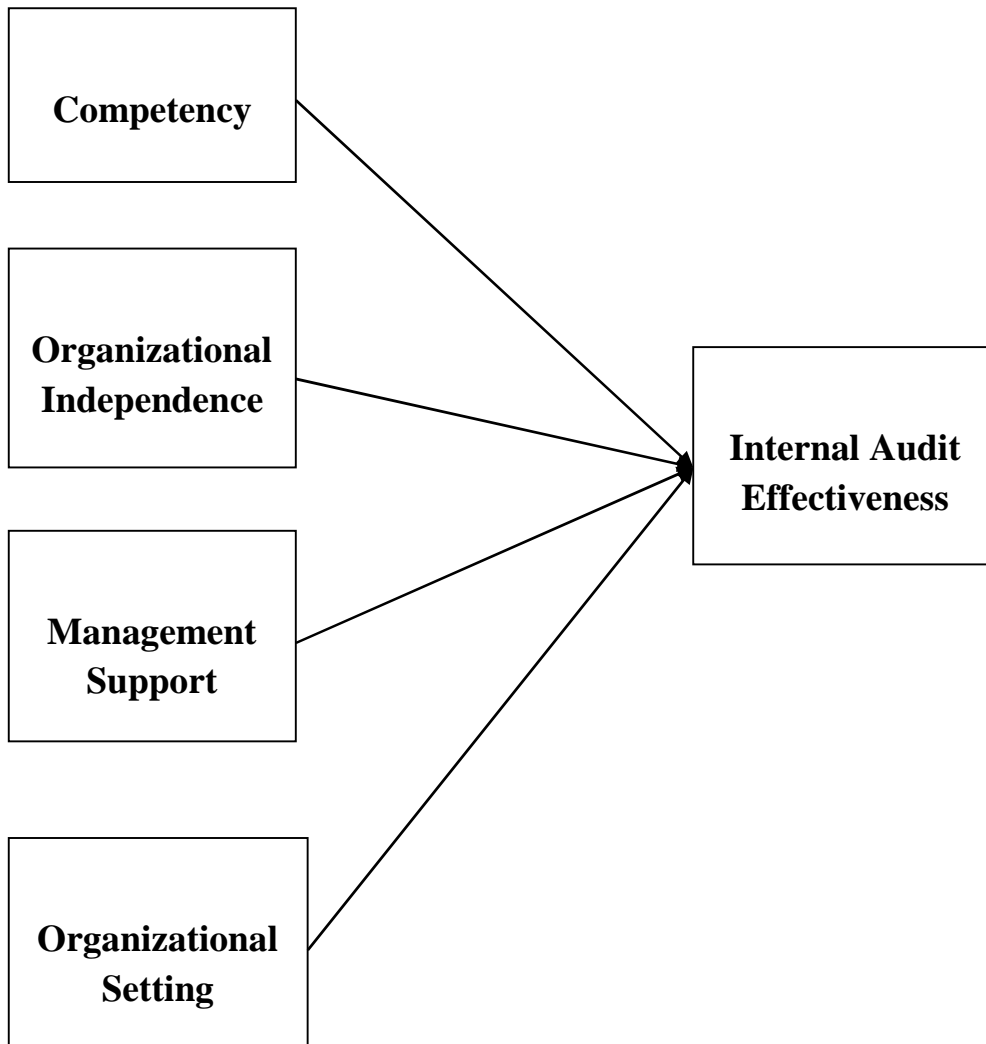 Competency
Organizational
Independence
Internal Audit
Effectiveness
Management
Support
Organizational
Setting